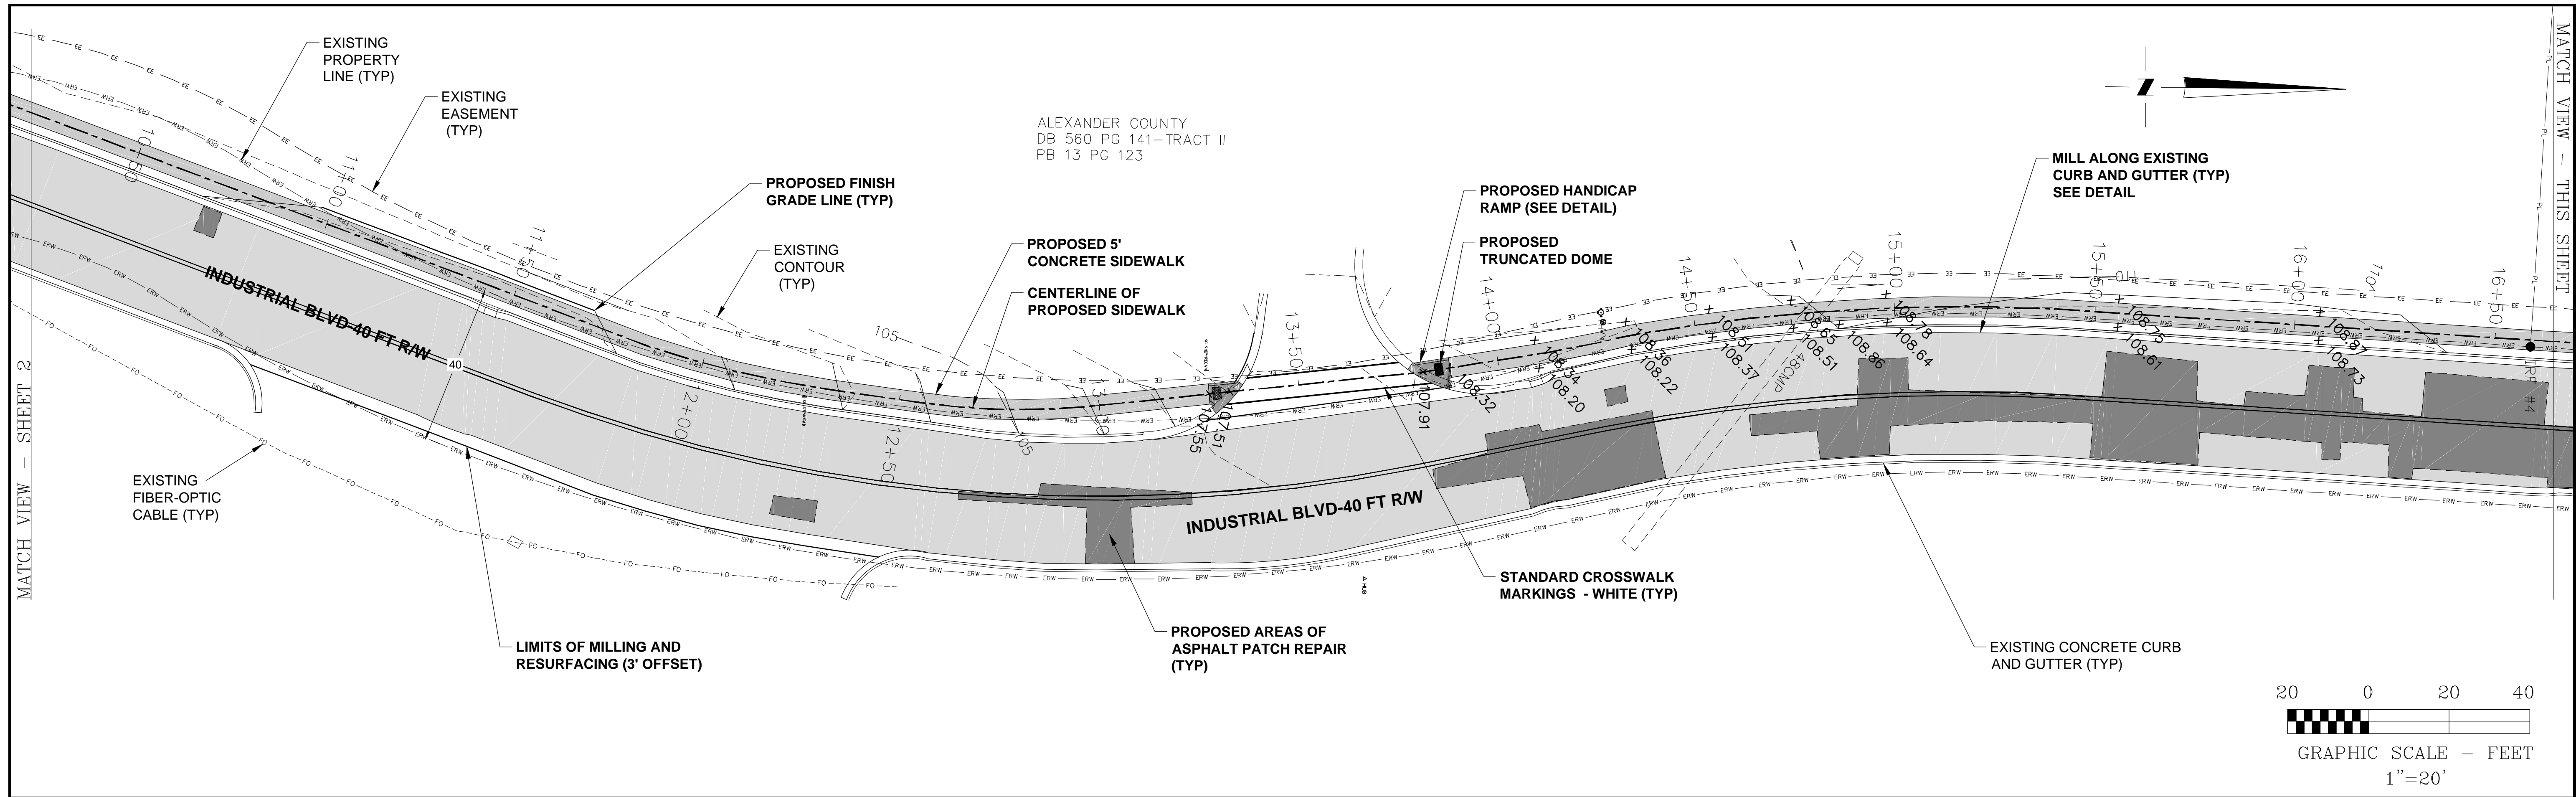 EXISTING
PROPERTY
LINE (TYP)
EXISTING
EASEMENT
(TYP)
ALEXANDER COUNTY
DB 560 PG 141-TRACT II
PB 13 PG 123
PROPOSED FINISH
GRADE LINE (TYP)
EXISTING
CONTOUR
(TYP)
PROPOSED 5'
CONCRETE SIDEWALK
CENTERLINE OF
PROPOSED SIDEWALK
PROPOSED HANDICAP
RAMP (SEE DETAIL)
PROPOSED
TRUNCATED DOME
MILL ALONG EXISTING
CURB AND GUTTER (TYP)
SEE DETAIL
MATCH VIEW - SHEET 2
MATCH VIEW - THIS SHEET
INDUSTRIAL BLVD-40 FT R/W
40
INDUSTRIAL BLVD-40 FT R/W
10+50
11+00
11+50
12+00
12+50
13+00
13+50
14+00
14+50
15+00
15+50
16+00
16+50
105
105
107.55
107.51
107.91
108.32
108.34
108.20
108.36
108.22
108.51
108.37
108.65
108.51
108.86
108.78
108.64
108.75
108.61
108.87
108.73
48CMP
EXISTING
FIBER-OPTIC
CABLE (TYP)
LIMITS OF MILLING AND
RESURFACING (3' OFFSET)
PROPOSED AREAS OF
ASPHALT PATCH REPAIR
(TYP)
STANDARD CROSSWALK
MARKINGS - WHITE (TYP)
EXISTING CONCRETE CURB
AND GUTTER (TYP)
HUB
20 0 20 40
GRAPHIC SCALE - FEET
1"=20'